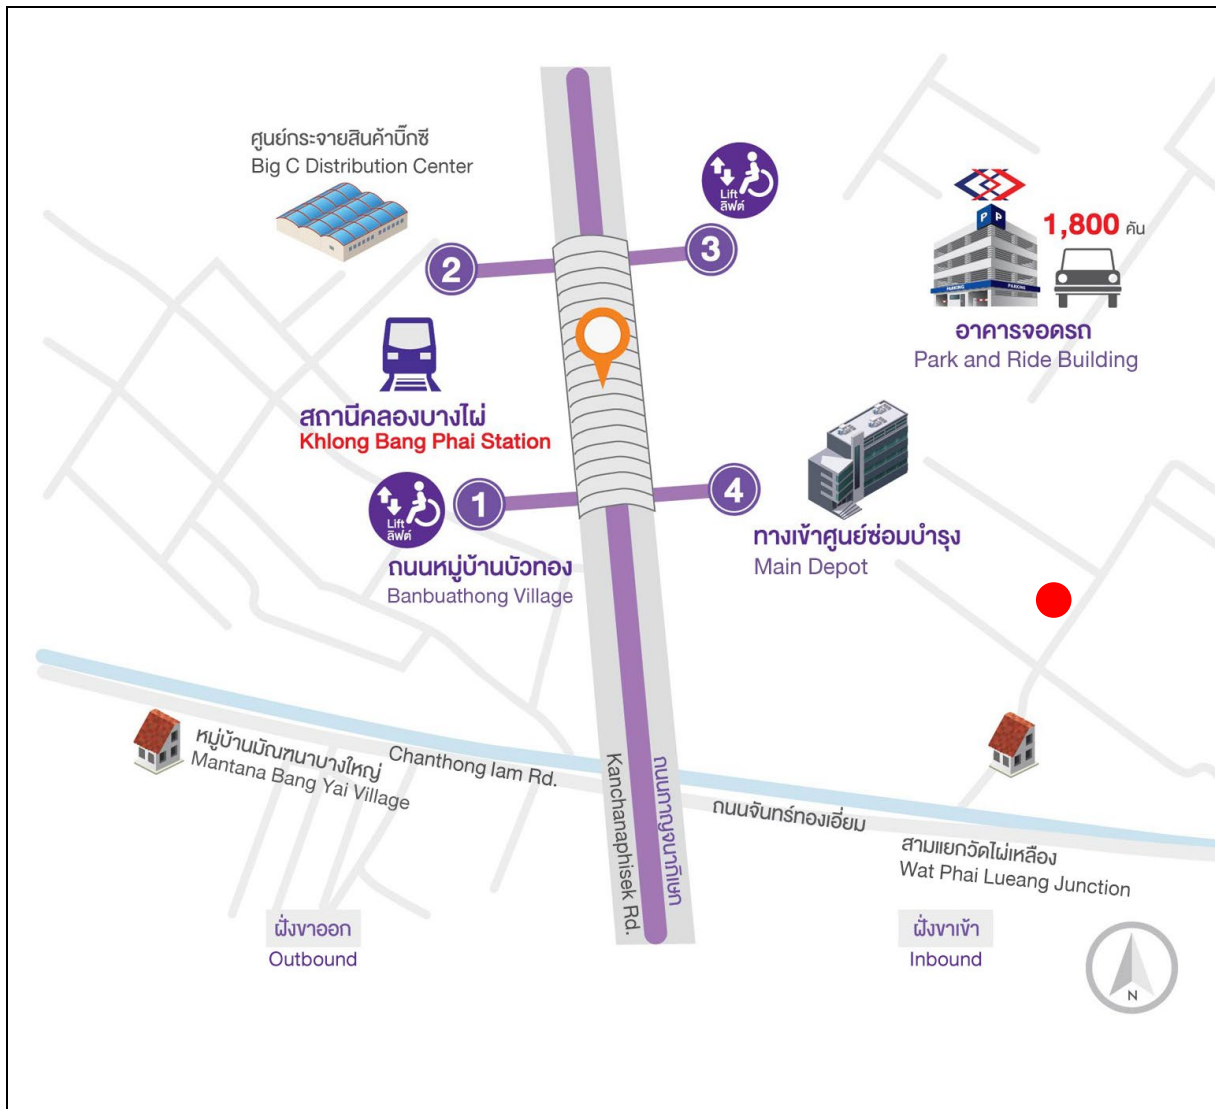 ศูนย์กระจายสินค้าบิ๊กซี
Big C Distribution Center
Lift
ลิฟต์
2
3
P P
PARKING PARKING
1,800 คัน
อาคารจอดรถ
Park and Ride Building
สถานีคลองบางไผ่
Khlong Bang Phai Station
Lift
ลิฟต์
1
4
ถนนหมู่บ้านบัวทอง
Banbuathong Village
ทางเข้าศูนย์ซ่อมบำรุง
Main Depot
หมู่บ้านมัณฑนาบางใหญ่
Mantana Bang Yai Village
Chanthong Iam Rd.
Kanchanaphisek Rd.
ถนนกาญจนาภิเษก
ถนนจันทร์ทองเอี่ยม
สามแยกวัดไผ่เหลือง
Wat Phai Lueang Junction
ฝั่งขาออก
Outbound
ฝั่งขาเข้า
Inbound
N